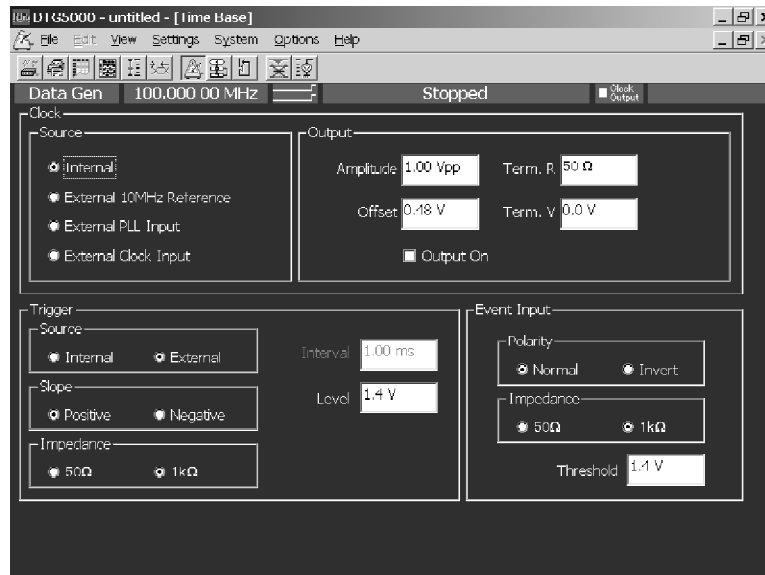 DTG5000 - untitled - [Time Base]
File Edit View Settings System Options Help
Data Gen 100.000 00 MHz Stopped Clock Output
Clock
Source
Internal
External 10MHz Reference
External PLL Input
External Clock Input
Output
Amplitude 1.00 Vpp Term. R 50 Ω
Offset 0.48 V Term. V 0.0 V
Output On
Trigger
Source
Internal External
Slope
Positive Negative
Impedance
50Ω 1kΩ
Interval 1.00 ms
Level 1.4 V
Event Input
Polarity
Normal Invert
Impedance
50Ω 1kΩ
Threshold 1.4 V